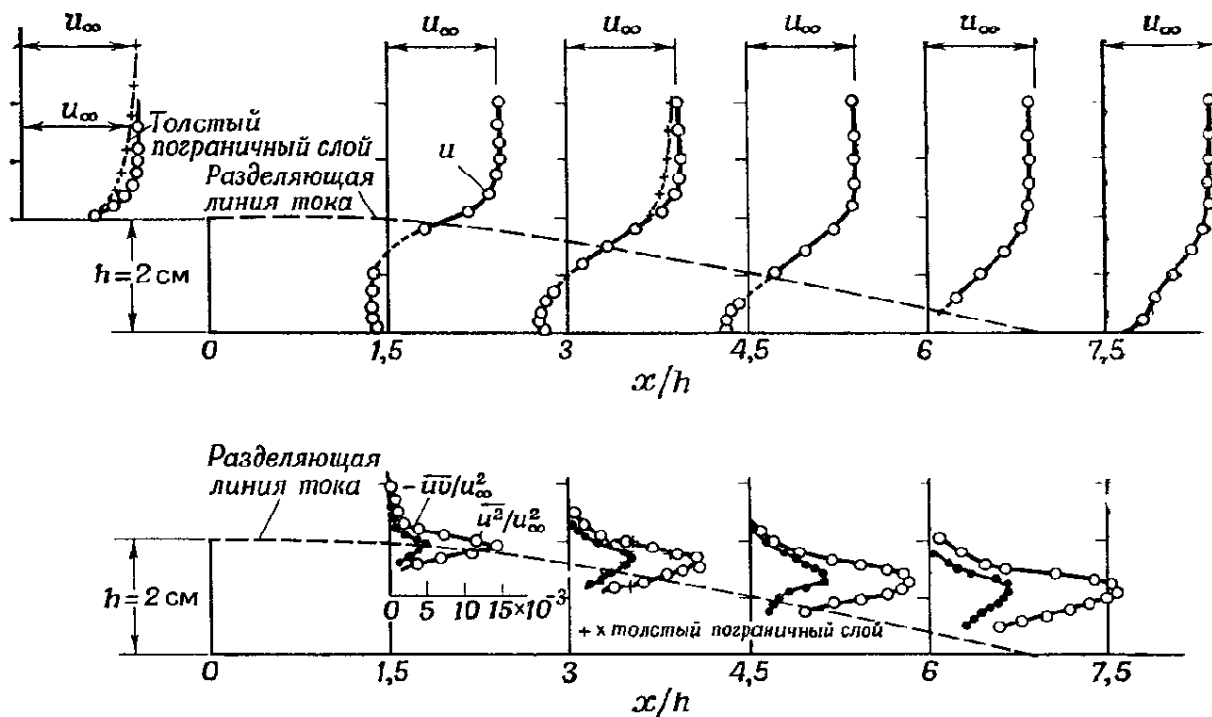 u∞ u∞ u∞ u∞ u∞ u∞
u∞
Толстый
пограничный слой
u
Разделяющая
линия тока
h=2 см
0 1,5 3 4,5 6 7,5
x/h
Разделяющая
линия тока
-u̅v̅/u²∞
u̅²/u²∞
h=2 см
0 5 10 15×10⁻³
+ x толстый пограничный слой
0 1,5 3 4,5 6 7,5
x/h